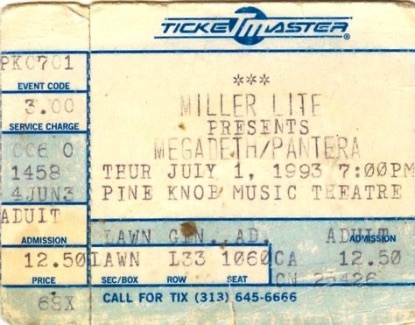 TICKETMASTER®
PK0701
EVENT CODE
***
3.00
MILLER LITE
SERVICE CHARGE
PRESENTS
CC6 0
MEGADETH/PANTERA
1458
THUR JULY 1, 1993 7:00PM
4JUN3
PINE KNOB MUSIC THEATRE
ADULT
LAWN GEN. AD. ADULT
ADMISSION
ADMISSION
12.50
LAWN L33 1060 CA 12.50
PRICE
SEC/BOX ROW SEAT
68X
CALL FOR TIX (313) 645-6666